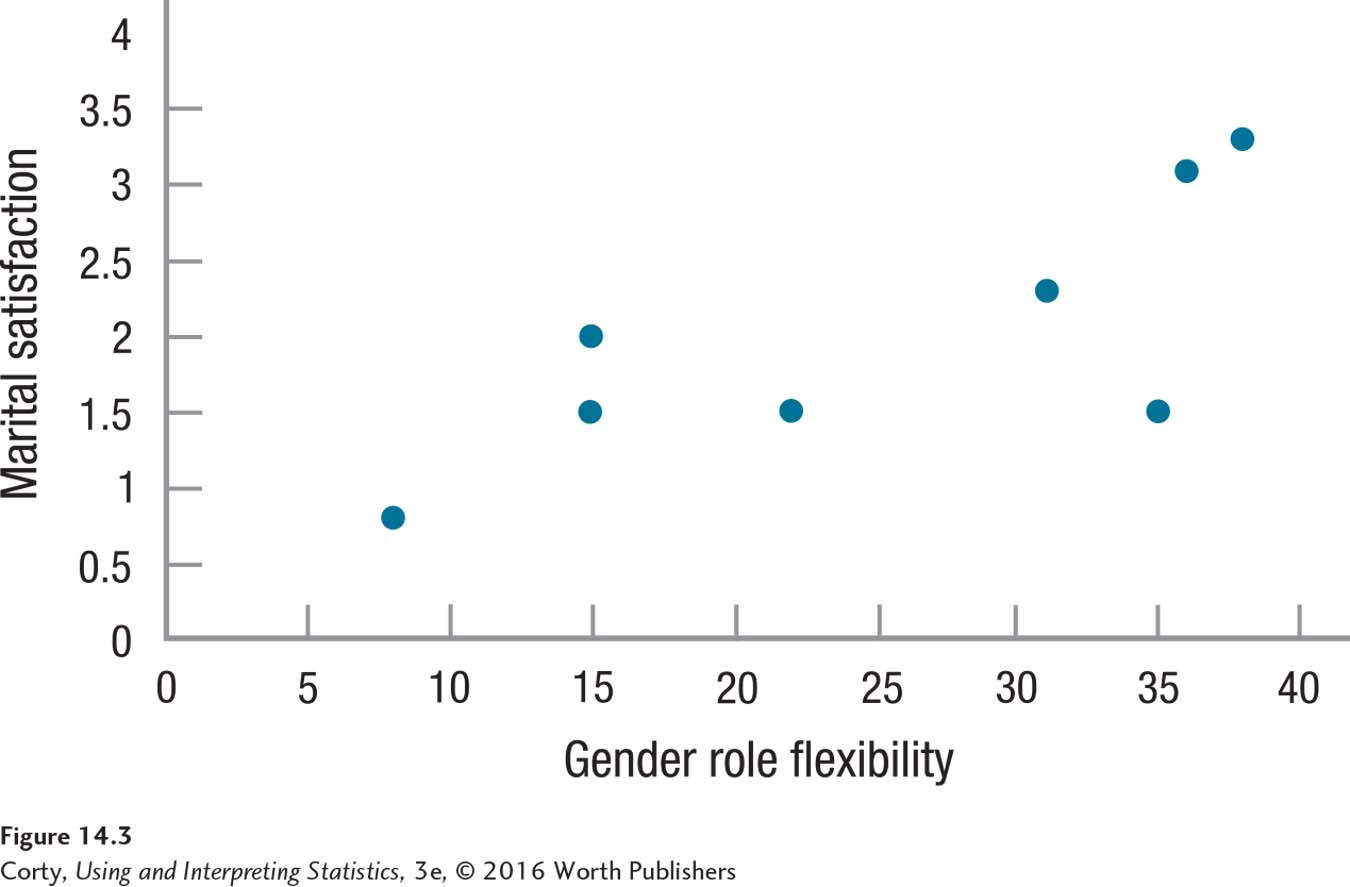 4
3.5
3
2.5
2
1.5
1
0.5
0
Marital satisfaction
0 5 10 15 20 25 30 35 40
Gender role flexibility
Figure 14.3
Corty, Using and Interpreting Statistics, 3e, © 2016 Worth Publishers